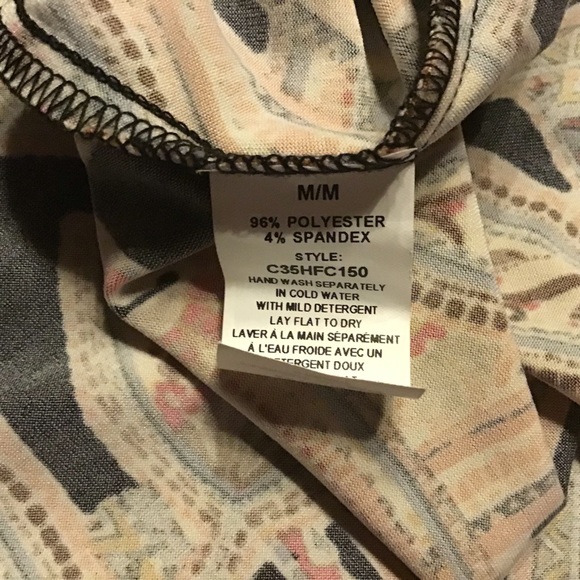 M/M
96% POLYESTER
4% SPANDEX
STYLE:
C35HFC150
HAND WASH SEPARATELY
IN COLD WATER
WITH MILD DETERGENT
LAY FLAT TO DRY
LAVER À LA MAIN SÉPARÉMENT
Á L'EAU FROIDE AVEC UN
DOUX